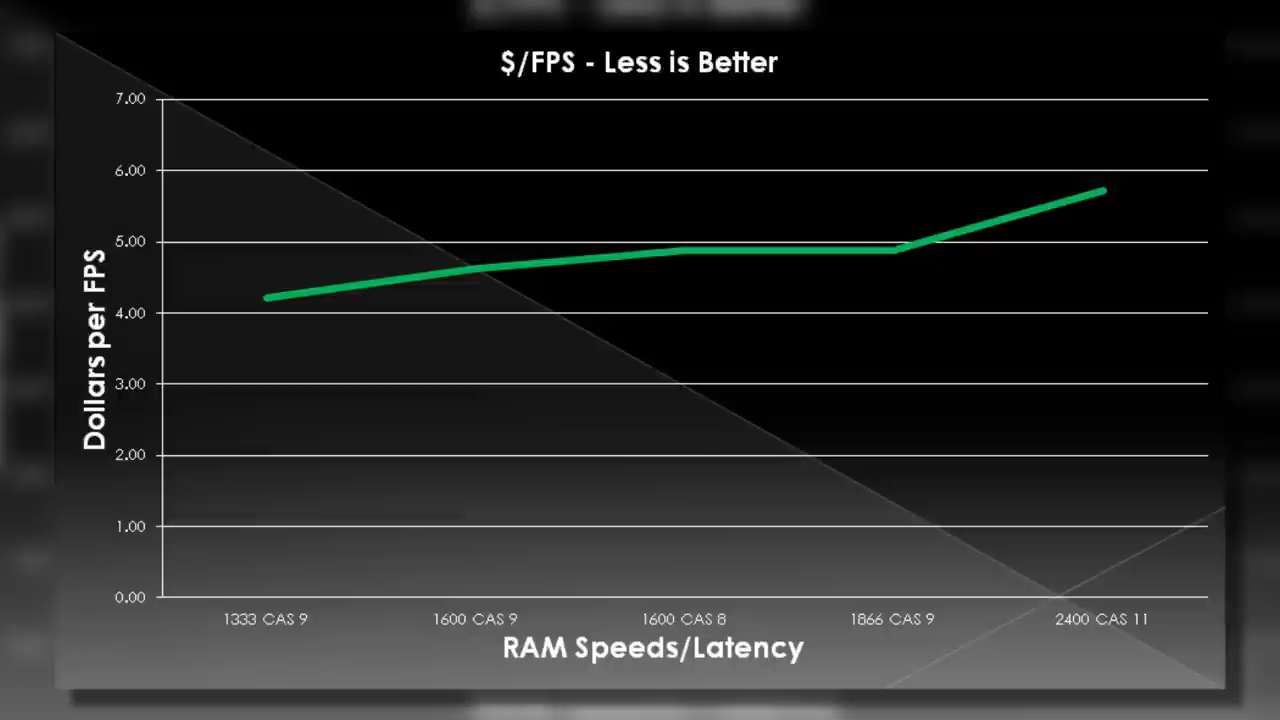 $/FPS - Less is Better
7.00
6.00
5.00
4.00
3.00
2.00
1.00
0.00
Dollars per FPS
1333 CAS 9
1600 CAS 9
1600 CAS 8
1866 CAS 9
2400 CAS 11
RAM Speeds/Latency